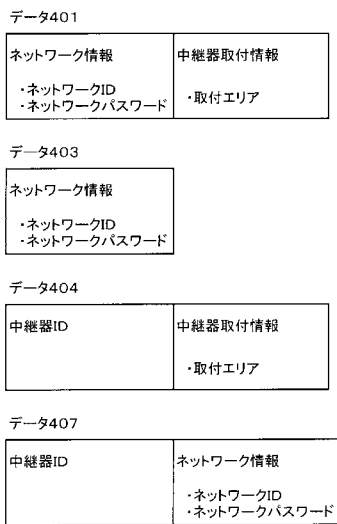 データ401
ネットワーク情報
・ネットワークID
・ネットワークパスワード
中継器取付情報
・取付エリア
データ403
ネットワーク情報
・ネットワークID
・ネットワークパスワード
データ404
中継器ID
中継器取付情報
・取付エリア
データ407
中継器ID
ネットワーク情報
・ネットワークID
・ネットワークパスワード